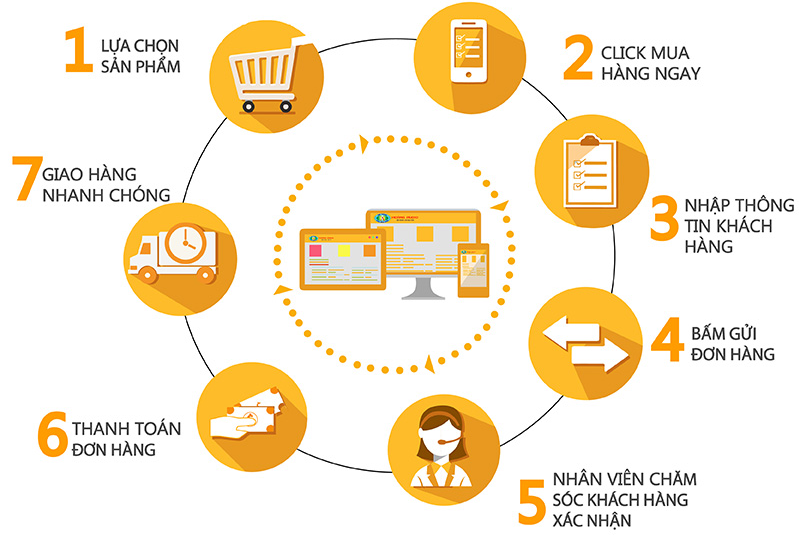 1
LỰA CHỌN
SẢN PHẨM
2
CLICK MUA
HÀNG NGAY
3
NHẬP THÔNG
TIN KHÁCH
HÀNG
4
BẤM GỬI
ĐƠN HÀNG
5
NHÂN VIÊN CHĂM
SÓC KHÁCH HÀNG
XÁC NHẬN
6
THANH TOÁN
ĐƠN HÀNG
7
GIAO HÀNG
NHANH CHÓNG